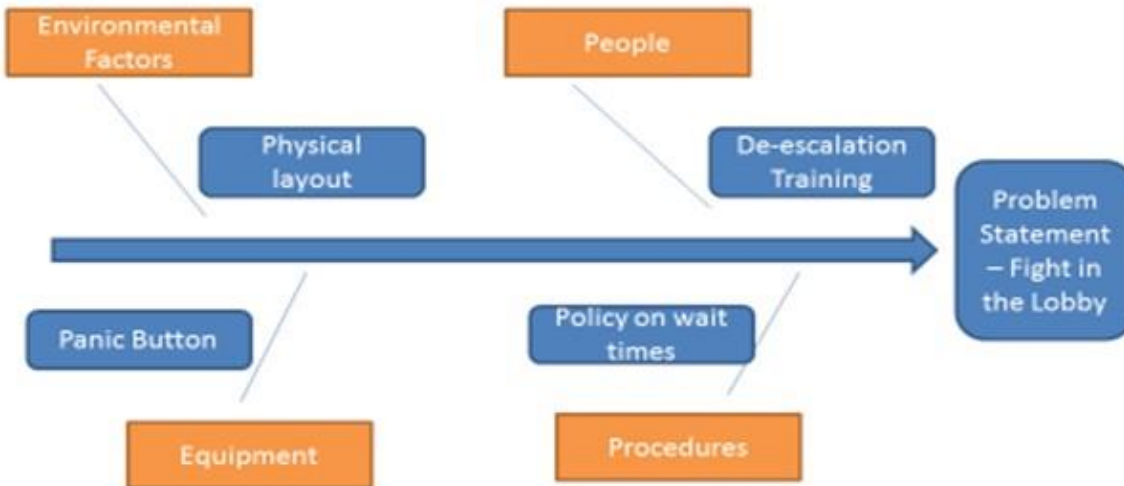 Environmental
Factors
People
Physical
layout
De-escalation
Training
Problem
Statement
– Fight in
the Lobby
Panic Button
Policy on wait
times
Equipment
Procedures